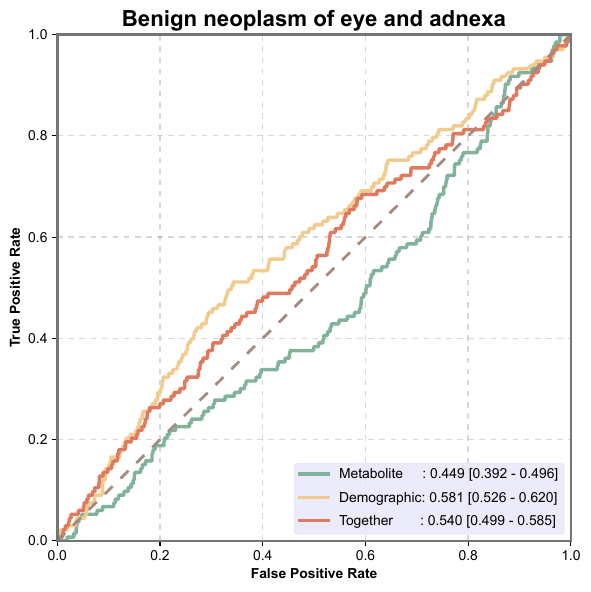 Benign neoplasm of eye and adnexa
1.0
0.8
0.6
0.4
0.2
0.0
True Positive Rate
Metabolite : 0.449 [0.392 - 0.496]
Demographic: 0.581 [0.526 - 0.620]
Together : 0.540 [0.499 - 0.585]
0.0 0.2 0.4 0.6 0.8 1.0
False Positive Rate